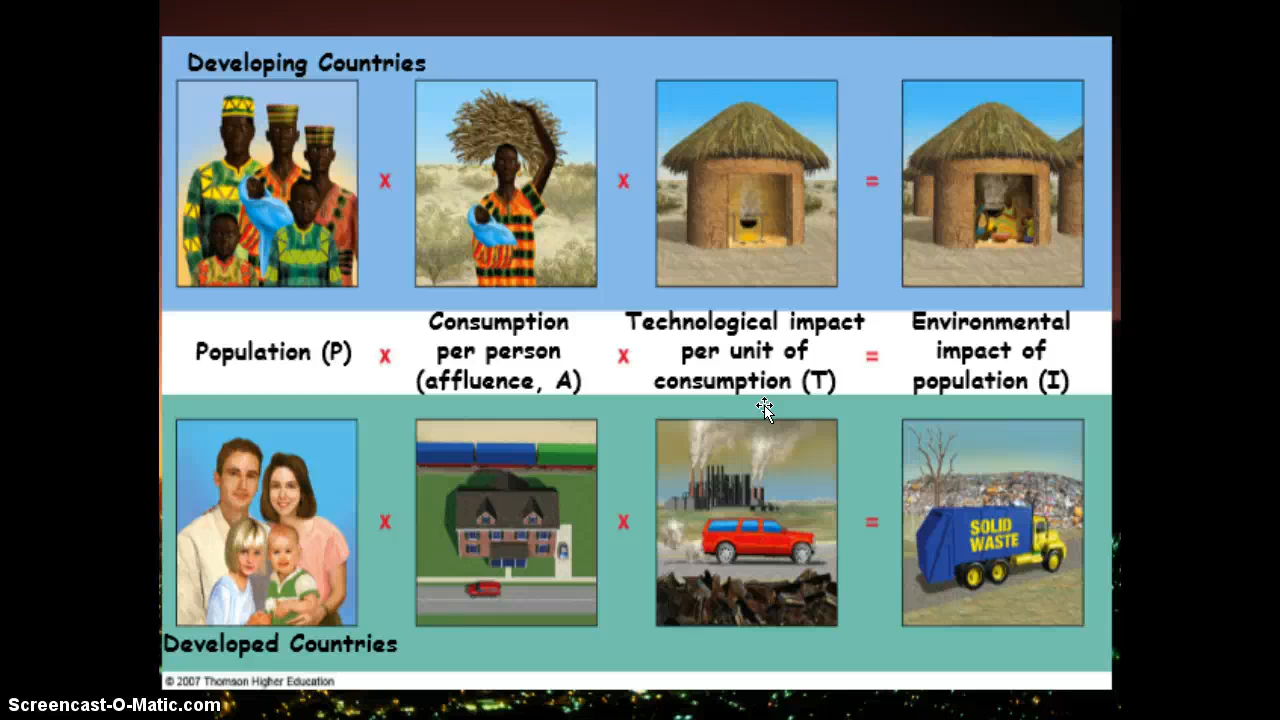 Developing Countries
x x =
Population (P) x Consumption per person (affluence, A) x Technological impact per unit of consumption (T) = Environmental impact of population (I)
x x =
SOLID
WASTE
Developed Countries
© 2007 Thomson Higher Education
Screencast-O-Matic.com